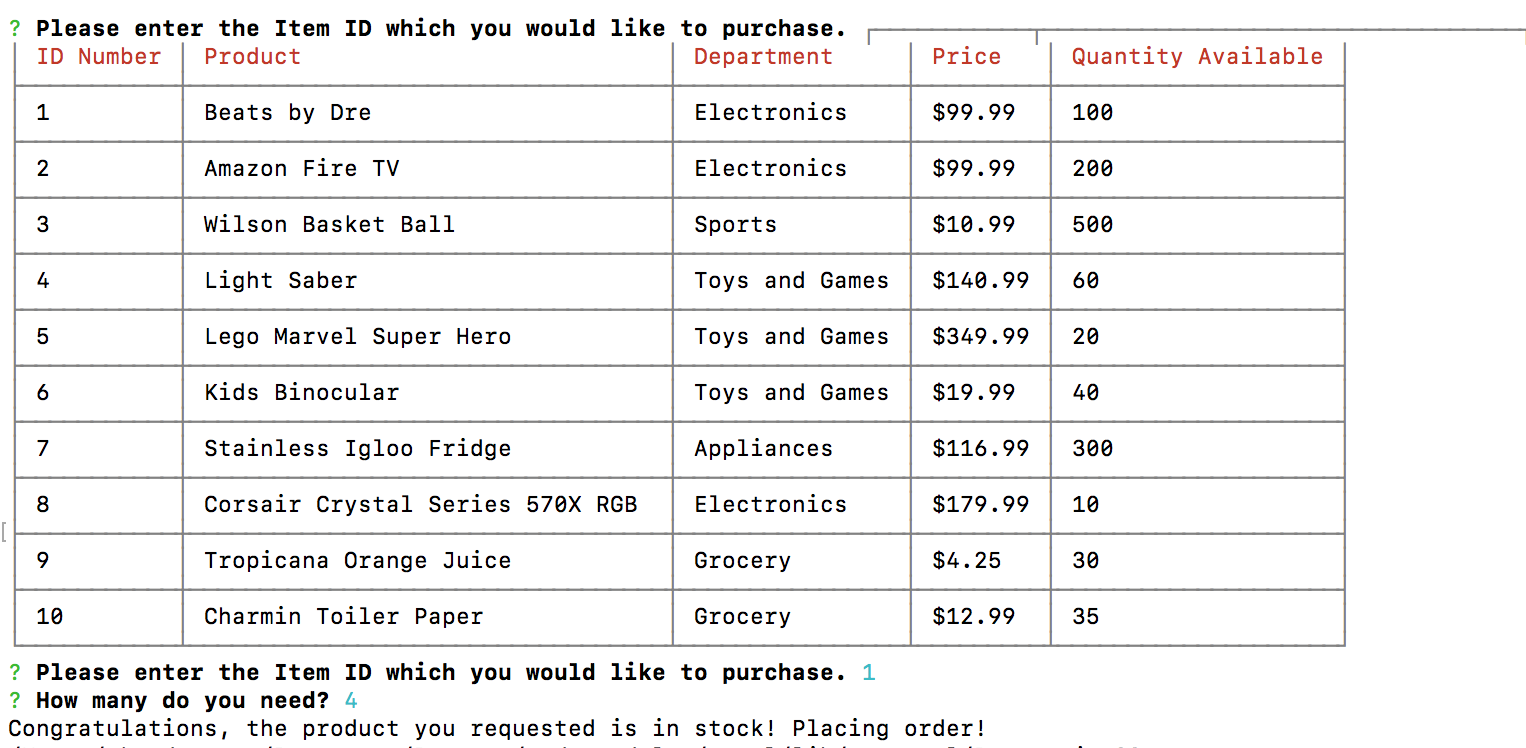 ? Please enter the Item ID which you would like to purchase.
ID Number Product Department Price Quantity Available
1 Beats by Dre Electronics $99.99 100
2 Amazon Fire TV Electronics $99.99 200
3 Wilson Basket Ball Sports $10.99 500
4 Light Saber Toys and Games $140.99 60
5 Lego Marvel Super Hero Toys and Games $349.99 20
6 Kids Binocular Toys and Games $19.99 40
7 Stainless Igloo Fridge Appliances $116.99 300
8 Corsair Crystal Series 570X RGB Electronics $179.99 10
9 Tropicana Orange Juice Grocery $4.25 30
10 Charmin Toiler Paper Grocery $12.99 35
? Please enter the Item ID which you would like to purchase. 1
? How many do you need? 4
Congratulations, the product you requested is in stock! Placing order!